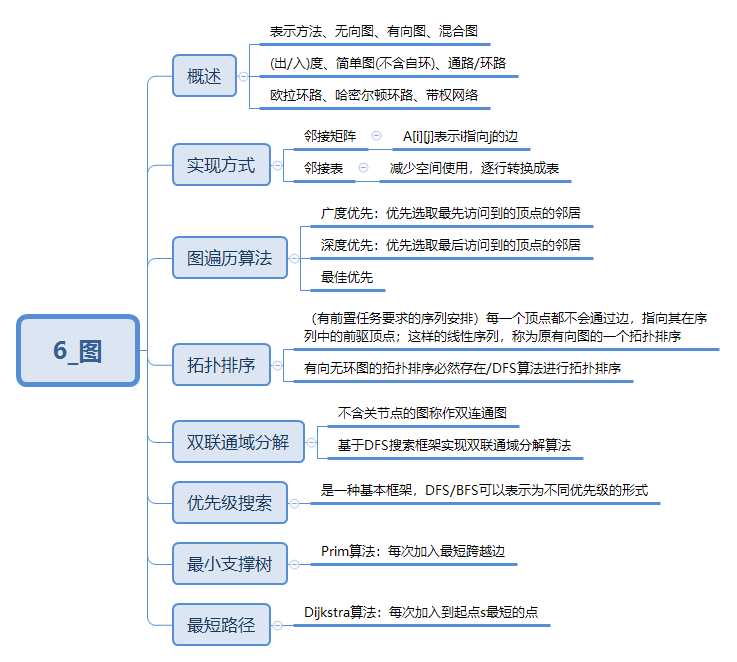 6_图
概述
表示方法、无向图、有向图、混合图
(出/入)度、简单图(不含自环)、通路/环路
欧拉环路、哈密尔顿环路、带权网络
实现方式
邻接矩阵
A[i][j]表示i指向j的边
邻接表
减少空间使用，逐行转换成表
图遍历算法
广度优先：优先选取最先访问到的顶点的邻居
深度优先：优先选取最后访问到的顶点的邻居
最佳优先
拓扑排序
（有前置任务要求的序列安排）每一个顶点都不会通过边，指向其在序
列中的前驱顶点；这样的线性序列，称为原有向图的一个拓扑排序
有向无环图的拓扑排序必然存在/DFS算法进行拓扑排序
双联通域分解
不含关节点的图称作双连通图
基于DFS搜索框架实现双联通域分解算法
优先级搜索
是一种基本框架，DFS/BFS可以表示为不同优先级的形式
最小支撑树
Prim算法：每次加入最短跨越边
最短路径
Dijkstra算法：每次加入到起点s最短的点